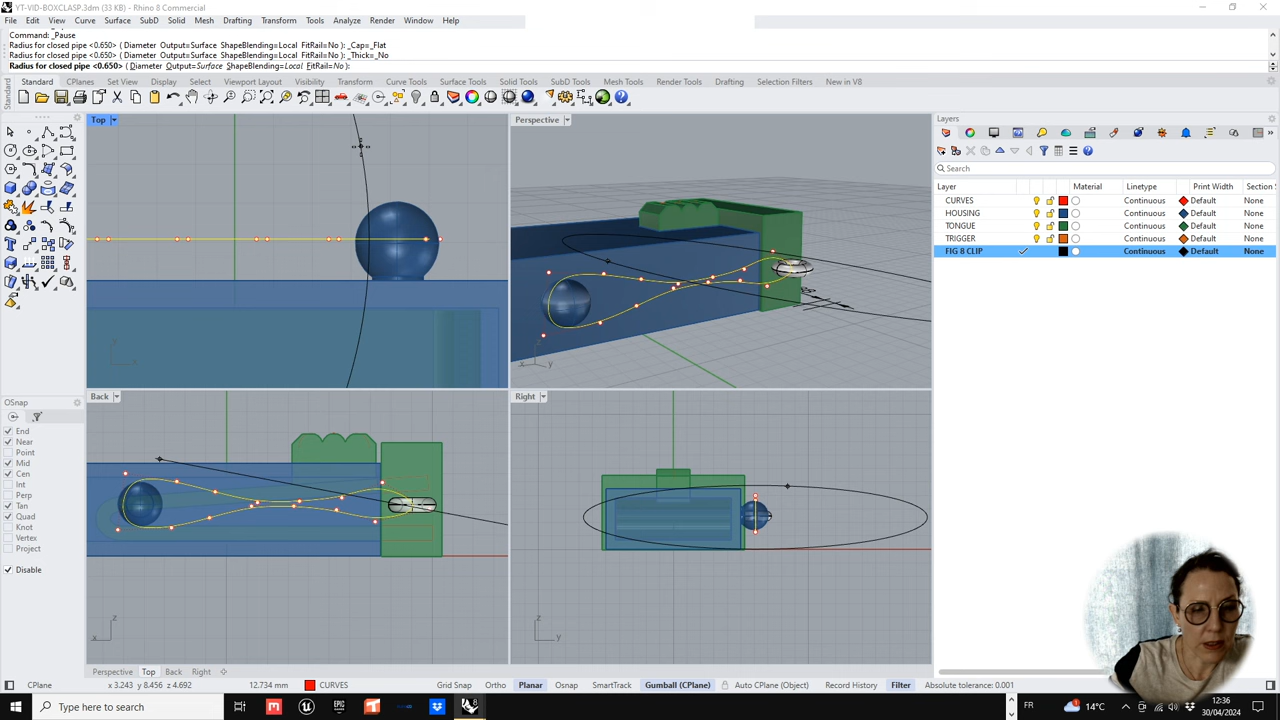 YT-VID-BOXCLASP.3dm (33 KB) - Rhino 8 Commercial
File Edit View Curve Surface SubD Solid Mesh Drafting Transform Tools Analyze Render Window Help
Command: _Pause
Radius for closed pipe <0.650> ( Diameter Output=Surface ShapeBlending=Local FitRail=No ): _Cap=_Flat
Radius for closed pipe <0.650> ( Diameter Output=Surface ShapeBlending=Local FitRail=No ): _Thick=_No
Radius for closed pipe <0.650> ( Diameter Output=Surface ShapeBlending=Local FitRail=No ):
Standard CPlanes Set View Display Select Viewport Layout Visibility Transform Curve Tools Surface Tools Solid Tools SubD Tools Mesh Tools Render Tools Drafting Selection Filters New in V8
Standard
Top
Perspective
Layers
Search
Layer Material Linetype Print Width Section S
CURVES Continuous Default None
HOUSING Continuous Default None
TONGUE Continuous Default None
TRIGGER Continuous Default None
FIG 8 CLIP Continuous Default None
Back
Right
OSnap
End
Near
Point
Mid
Cen
Int
Perp
Tan
Quad
Knot
Vertex
Project
Disable
x y
z x
z y
Perspective Top Back Right
CPlane x 3.243 y 8.456 z 4.692 12.734 mm CURVES Grid Snap Ortho Planar Osnap SmartTrack Gumball (CPlane) Auto CPlane (Object) Record History Filter Absolute tolerance: 0.001
Type here to search
14°C
FR
12:36
30/04/2024